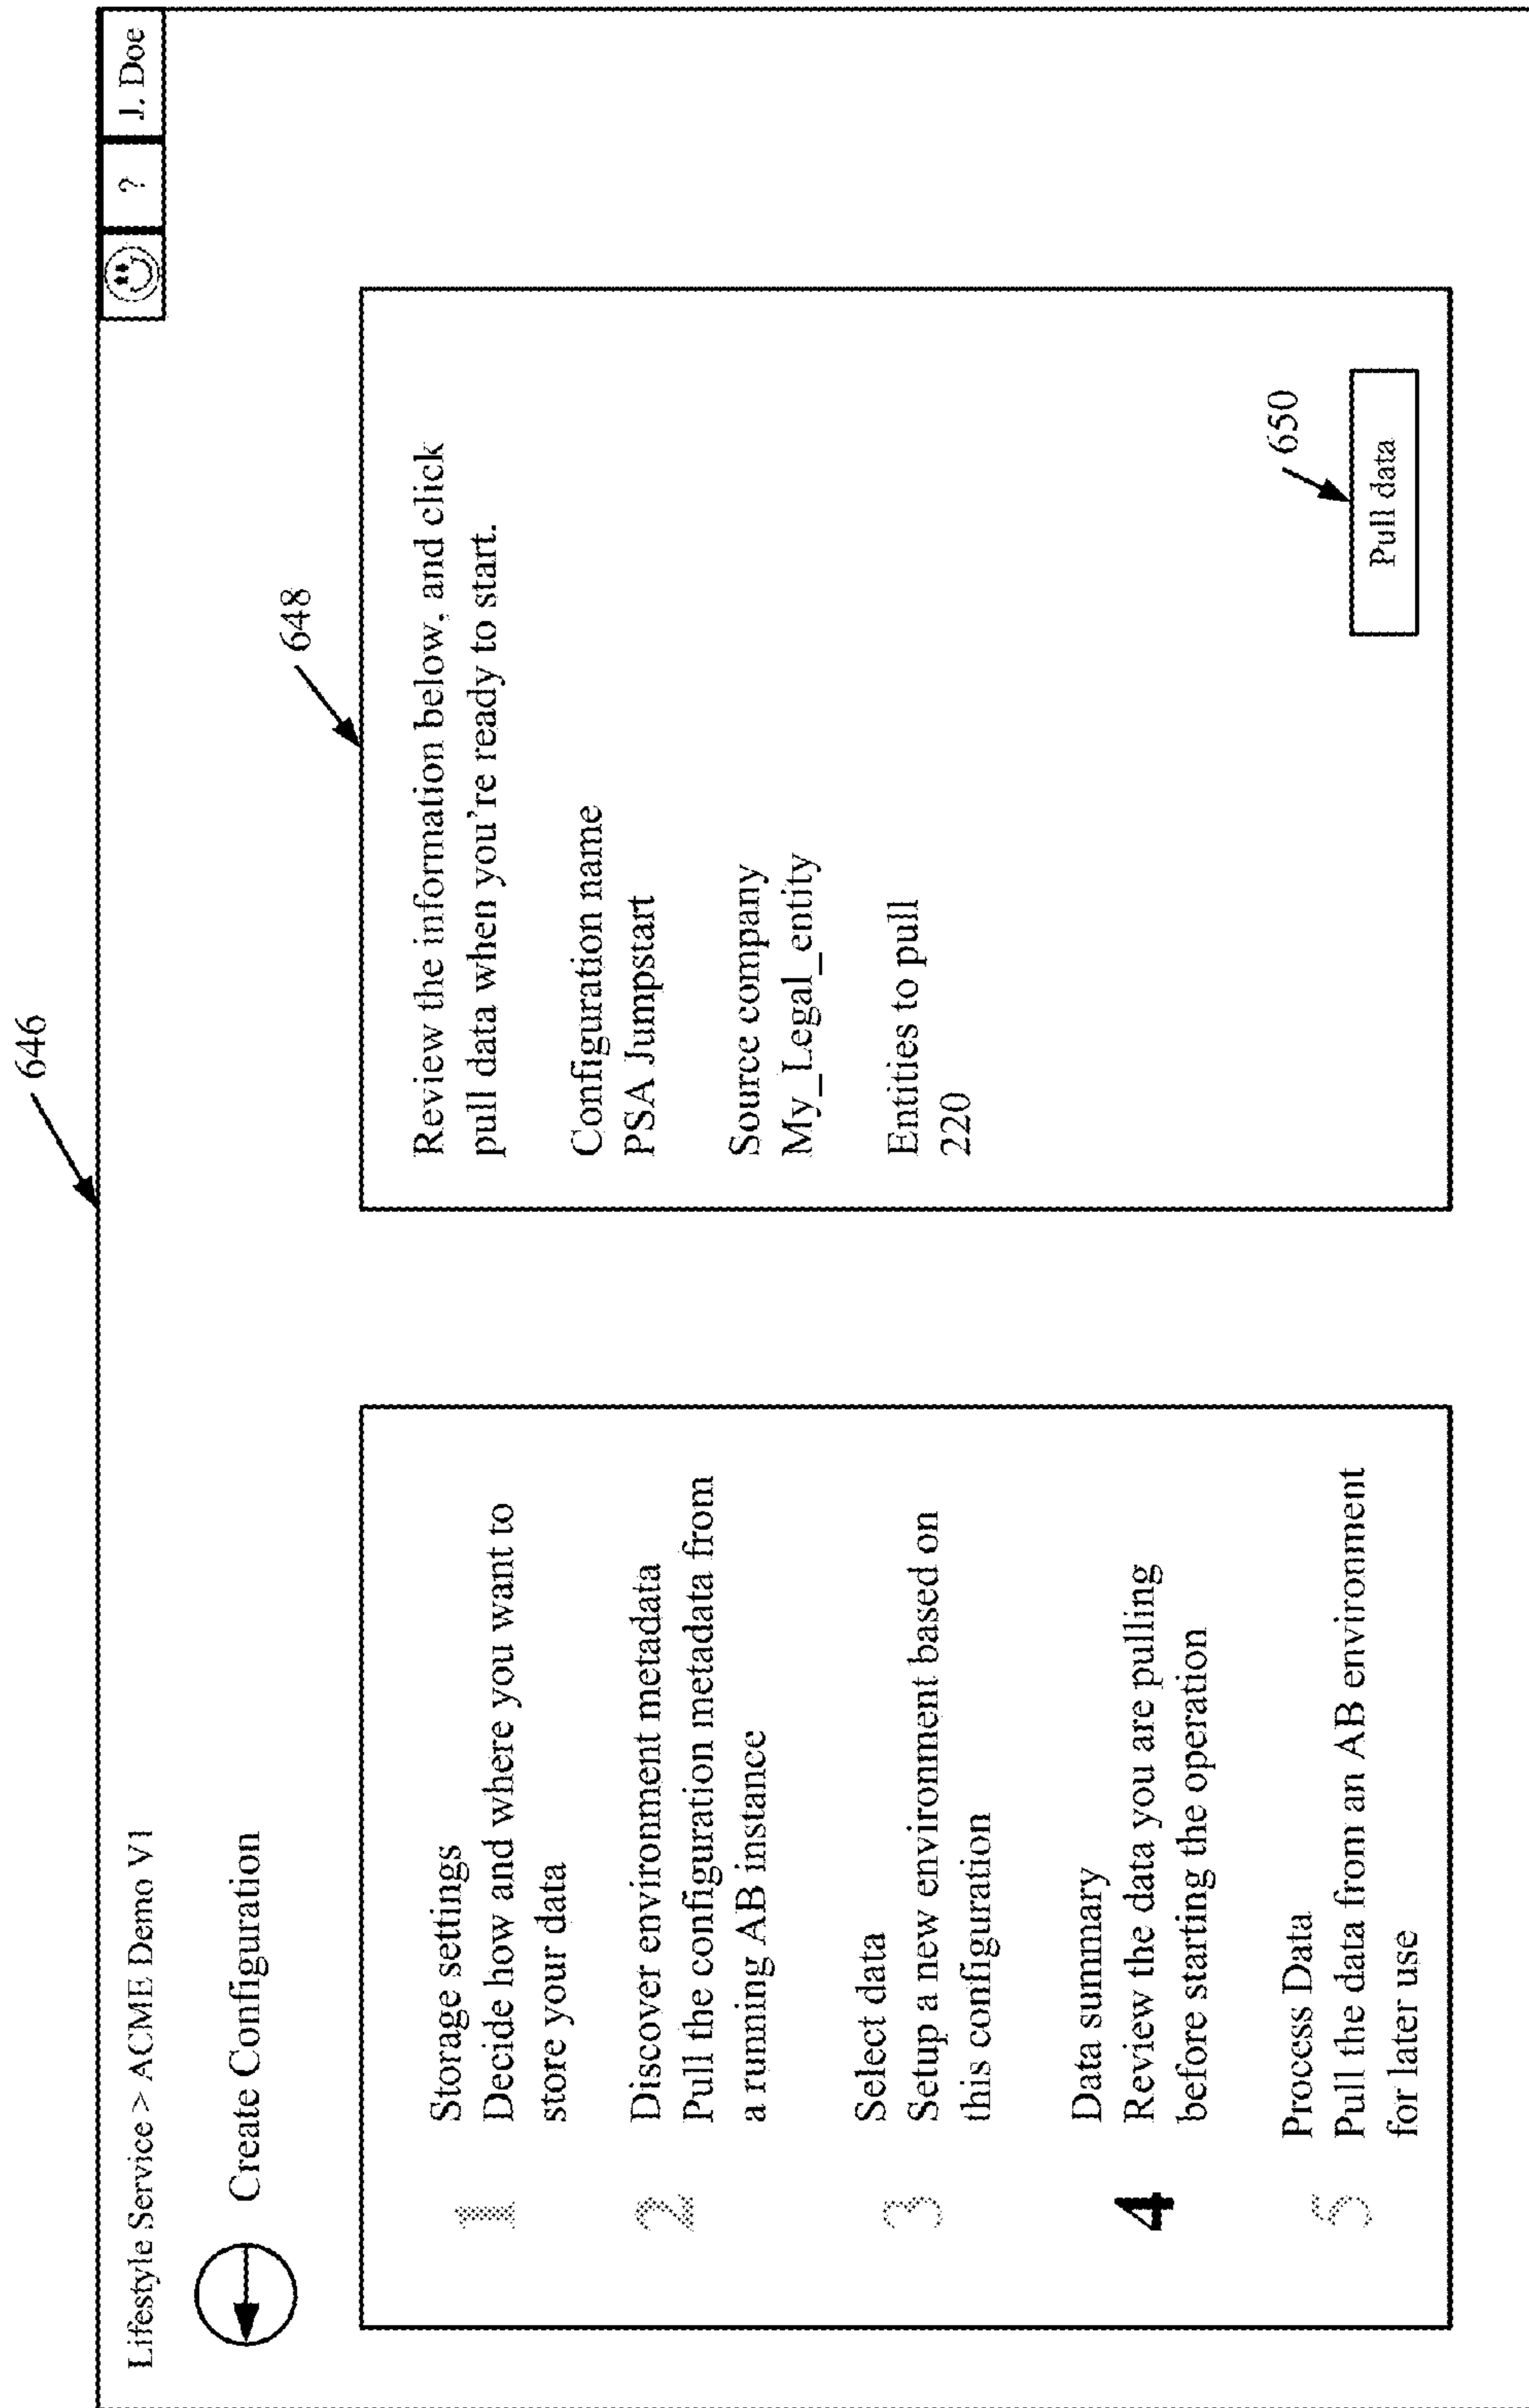 646
Lifestyle Service > ACME Demo V1
? J. Doe
Create Configuration
1
Storage settings
Decide how and where you want to
store your data
2
Discover environment metadata
Pull the configuration metadata from
a running AB instance
3
Select data
Setup a new environment based on
this configuration
4
Data summary
Review the data you are pulling
before starting the operation
5
Process Data
Pull the data from an AB environment
for later use
648
Review the information below, and click
pull data when you're ready to start.
Configuration name
PSA Jumpstart
Source company
My_Legal_entity
Entities to pull
220
650
Pull data